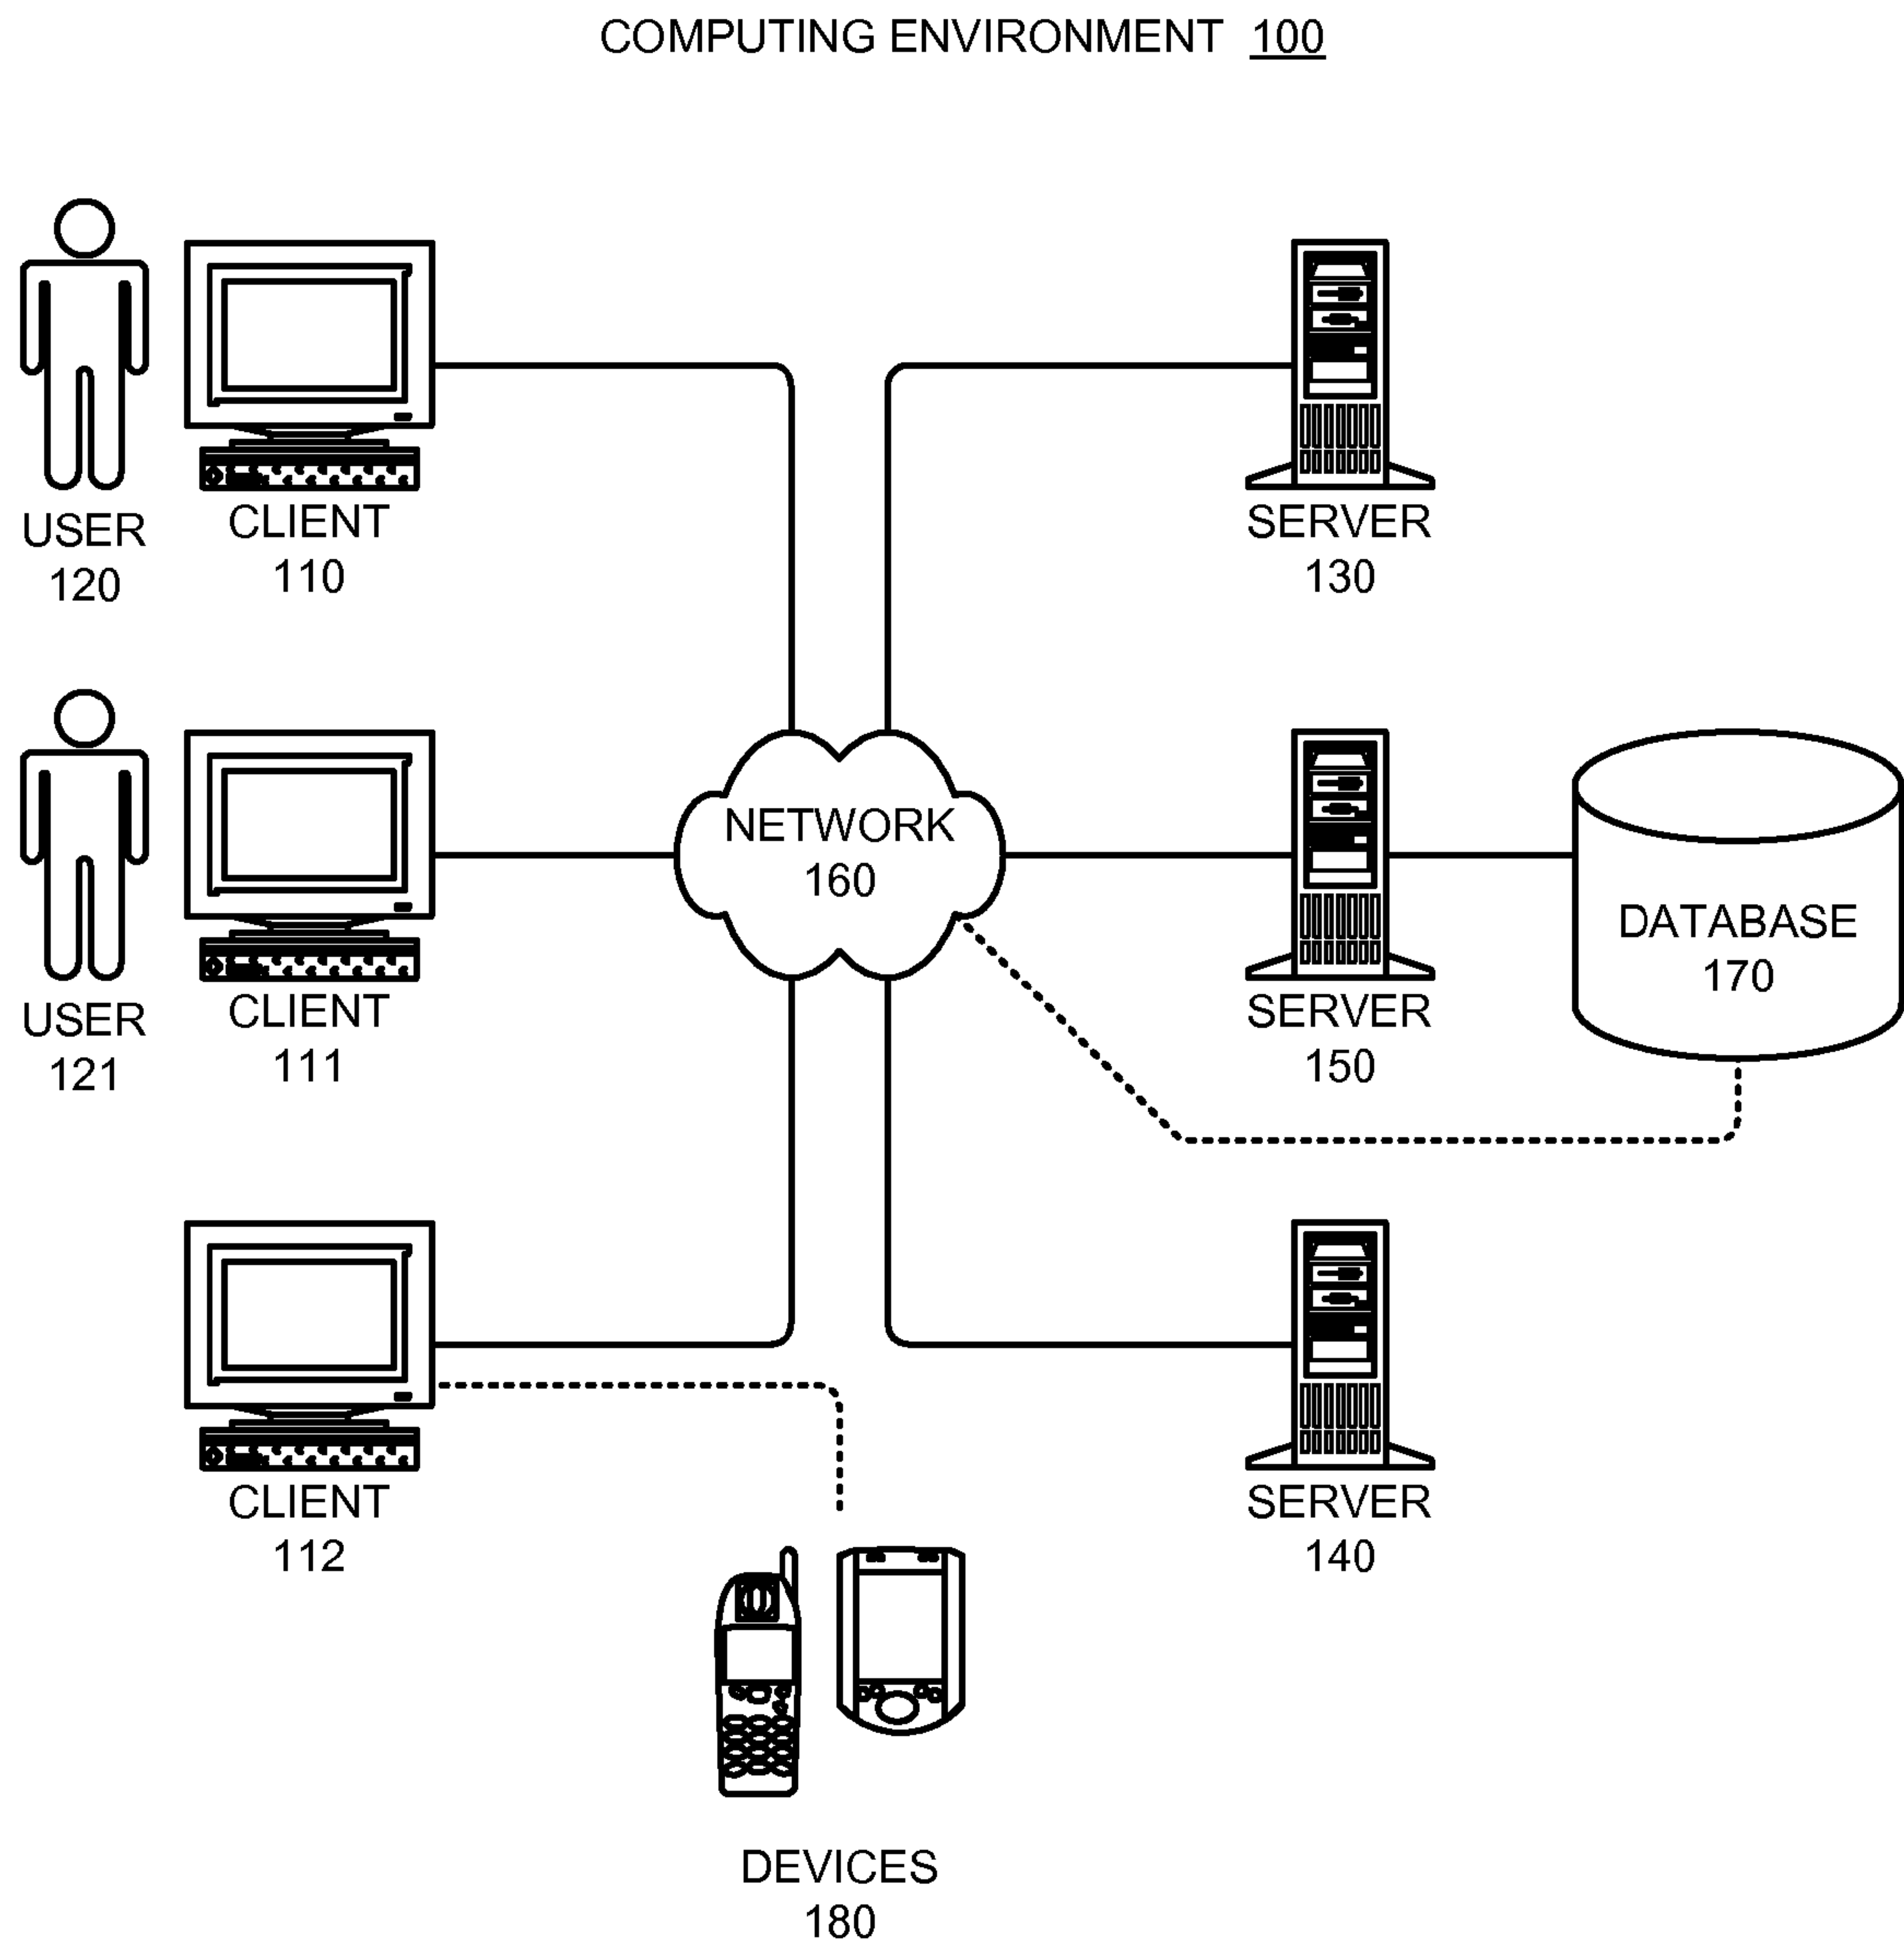 COMPUTING ENVIRONMENT 100
USER
120
CLIENT
110
SERVER
130
NETWORK
160
DATABASE
170
USER
121
CLIENT
111
SERVER
150
CLIENT
112
SERVER
140
DEVICES
180